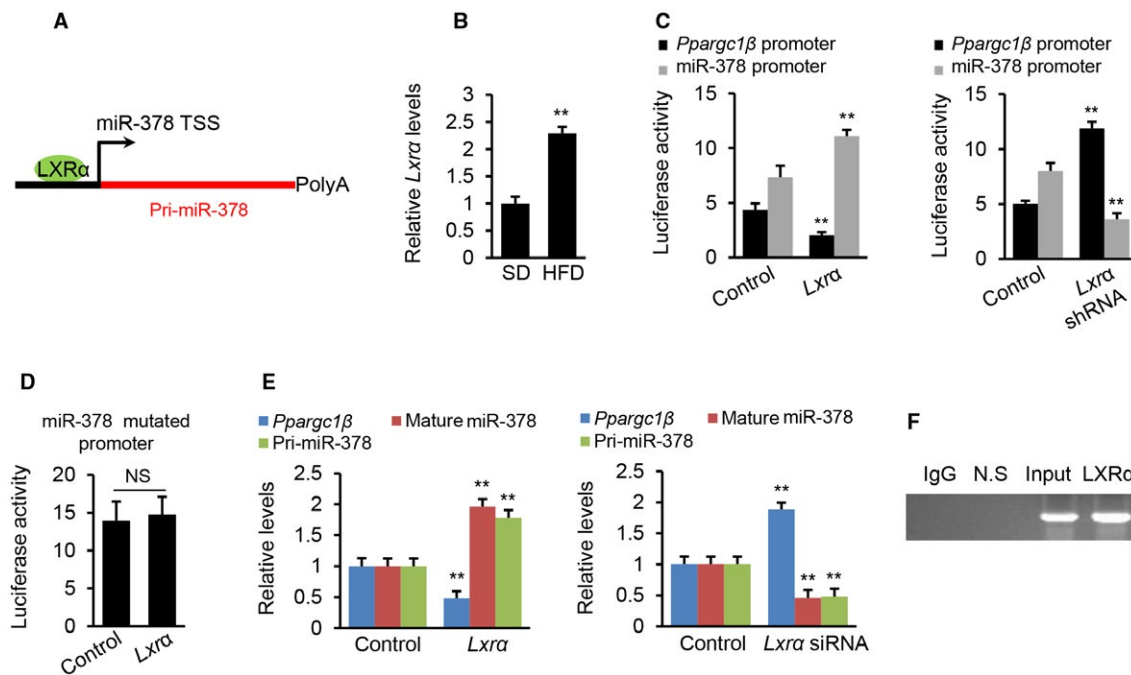 A
miR-378 TSS
LXRα
PolyA
Pri-miR-378
B
Relative Lxrα levels
3
2.5
2
1.5
1
0.5
0
**
SD HFD
C
Ppargc1β promoter
miR-378 promoter
Luciferase activity
15
10
5
0
**
**
Control Lxrα
Ppargc1β promoter
miR-378 promoter
Luciferase activity
15
10
5
0
**
**
Control Lxrα
shRNA
D
miR-378 mutated
promoter
Luciferase activity
20
15
10
5
0
NS
Control Lxrα
E
Ppargc1β Mature miR-378
Pri-miR-378
Relative levels
2.5
2
1.5
1
0.5
0
**
**
**
Control Lxrα
Ppargc1β Mature miR-378
Pri-miR-378
Relative levels
2.5
2
1.5
1
0.5
0
**
**
**
Control Lxrα siRNA
F
IgG N.S Input LXRα